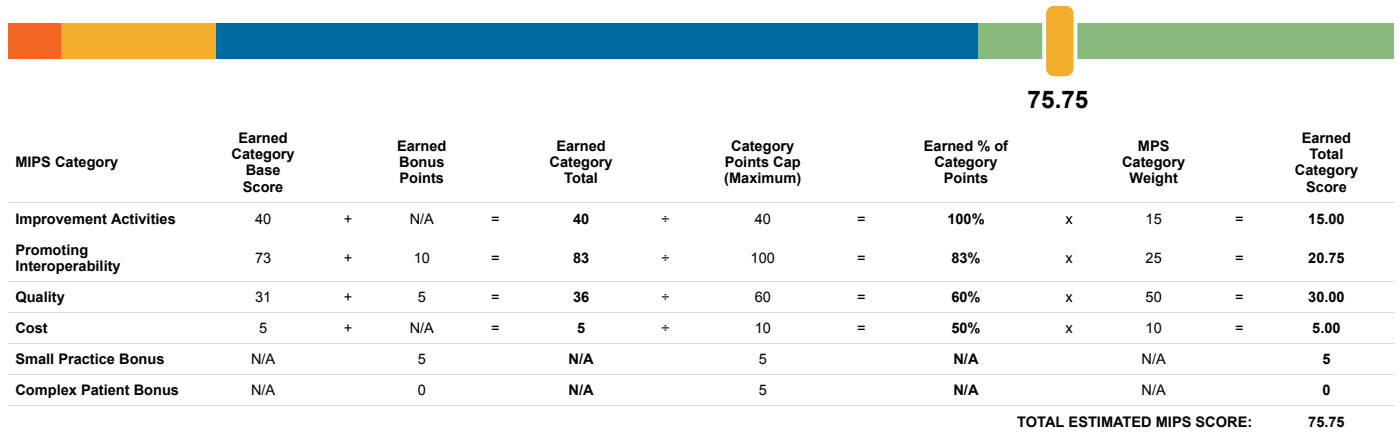 75.75
MIPS Category Earned Category Base Score Earned Bonus Points Earned Category Total Category Points Cap (Maximum) Earned % of Category Points MPS Category Weight Earned Total Category Score
Improvement Activities 40 + N/A = 40 ÷ 40 = 100% x 15 = 15.00
Promoting Interoperability 73 + 10 = 83 ÷ 100 = 83% x 25 = 20.75
Quality 31 + 5 = 36 ÷ 60 = 60% x 50 = 30.00
Cost 5 + N/A = 5 ÷ 10 = 50% x 10 = 5.00
Small Practice Bonus N/A 5 N/A 5 N/A N/A 5
Complex Patient Bonus N/A 0 N/A 5 N/A N/A 0
TOTAL ESTIMATED MIPS SCORE: 75.75